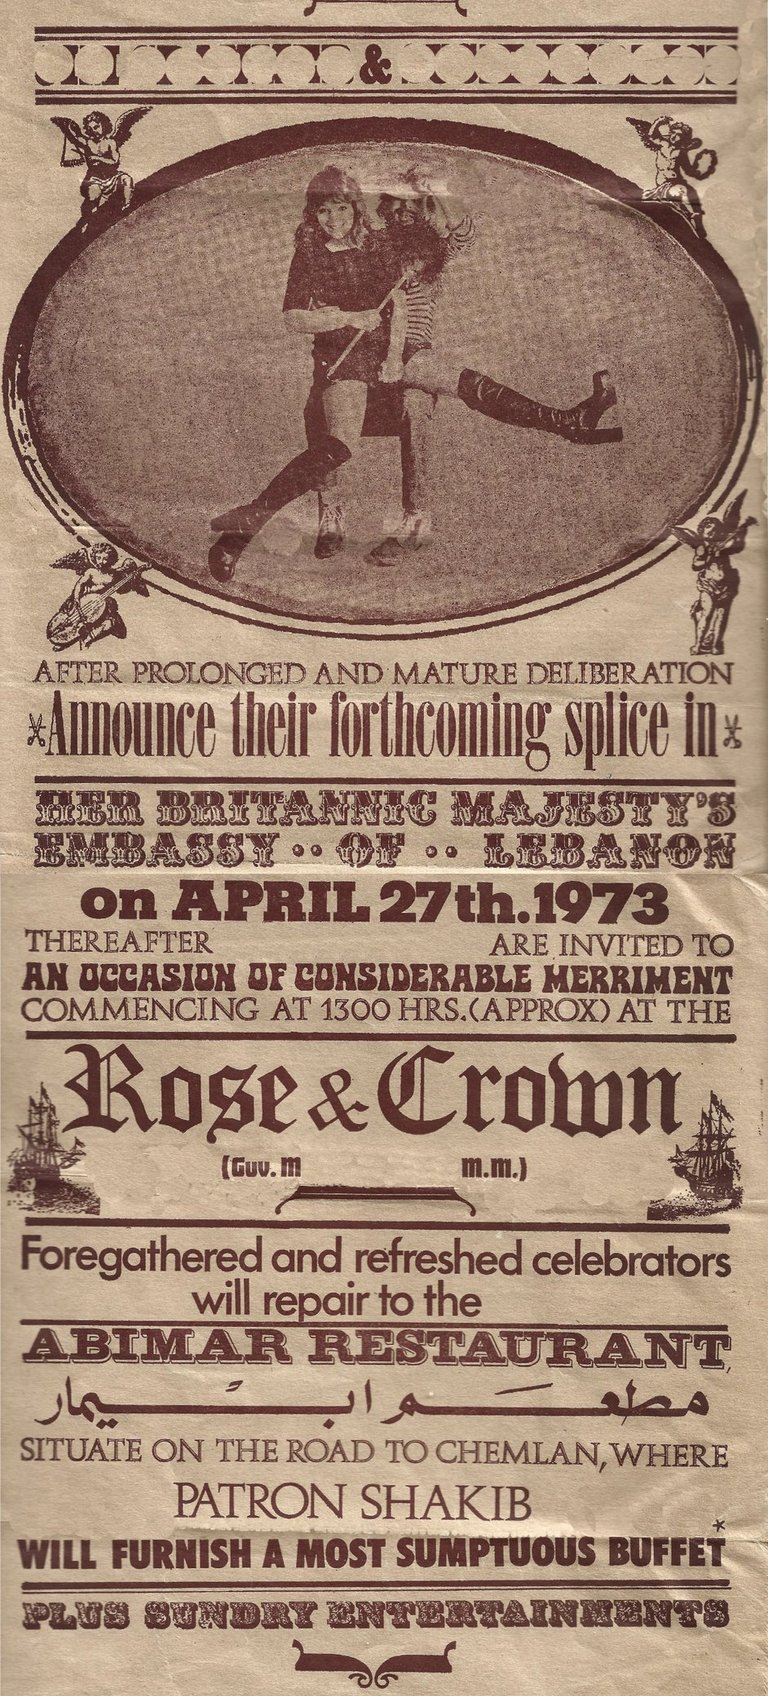 &
AFTER PROLONGED AND MATURE DELIBERATION
Announce their forthcoming splice in
HER BRITANNIC MAJESTY'S
EMBASSY ·· OF ·· LEBANON
on APRIL 27th. 1973
THEREAFTER ARE INVITED TO
AN OCCASION OF CONSIDERABLE MERRIMENT
COMMENCING AT 1300 HRS. (APPROX) AT THE
Rose & Crown
(Guv. M m.m.)
Foregathered and refreshed celebrators
will repair to the
ABIMAR RESTAURANT,
مطعم ابيمار
SITUATE ON THE ROAD TO CHEMLAN, WHERE
PATRON SHAKIB
WILL FURNISH A MOST SUMPTUOUS BUFFET*
PLUS SUNDRY ENTERTAINMENTS